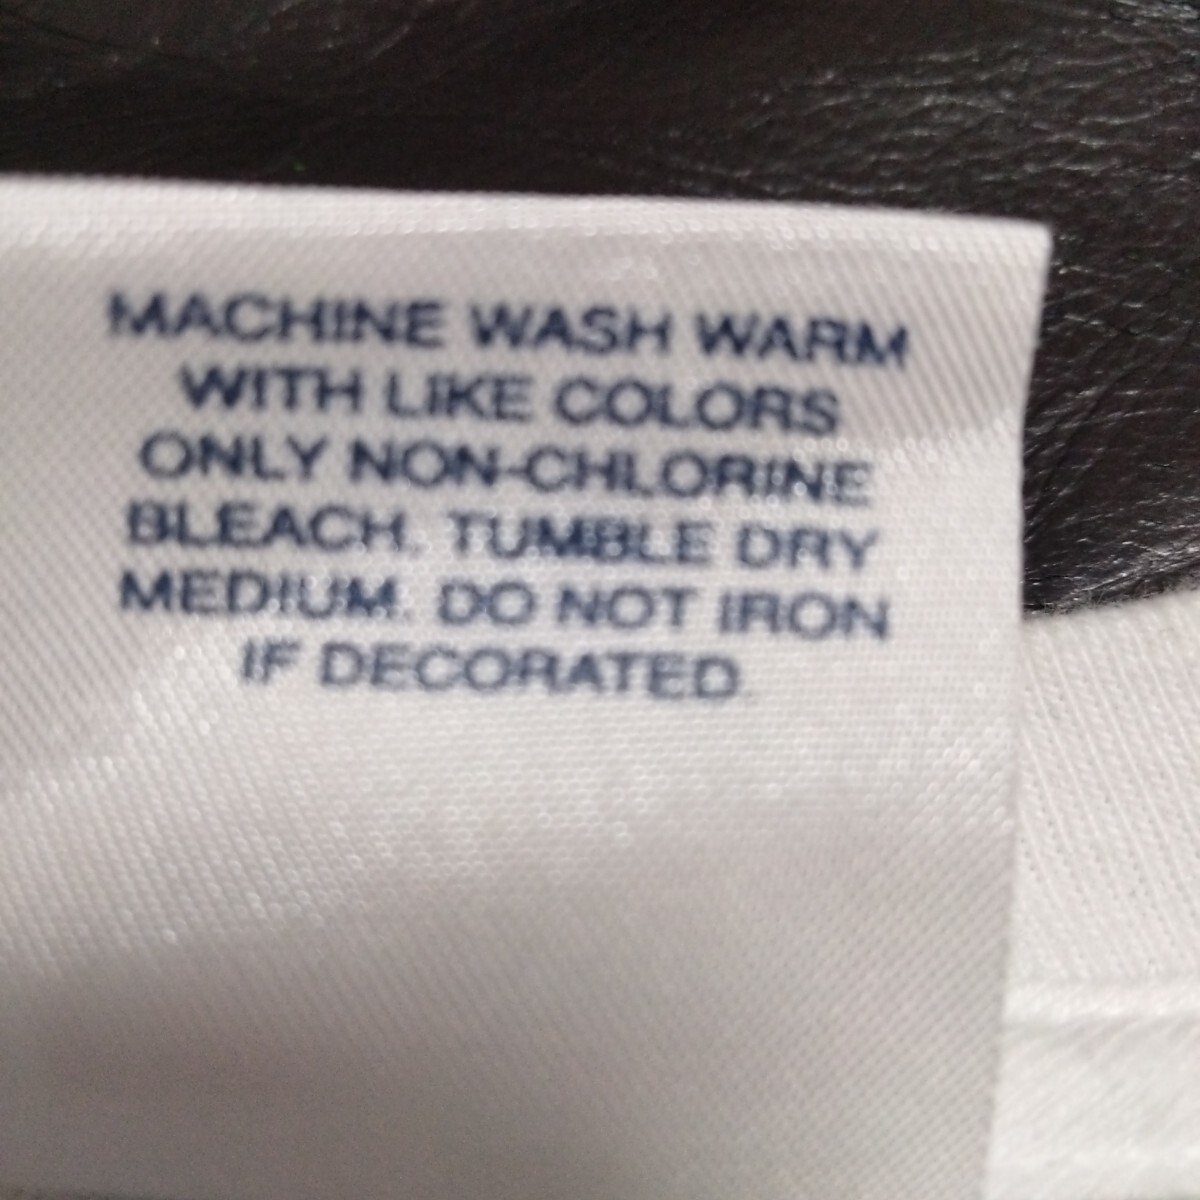 MACHINE WASH WARM
WITH LIKE COLORS
ONLY NON-CHLORINE
BLEACH. TUMBLE DRY
MEDIUM. DO NOT IRON
IF DECORATED.